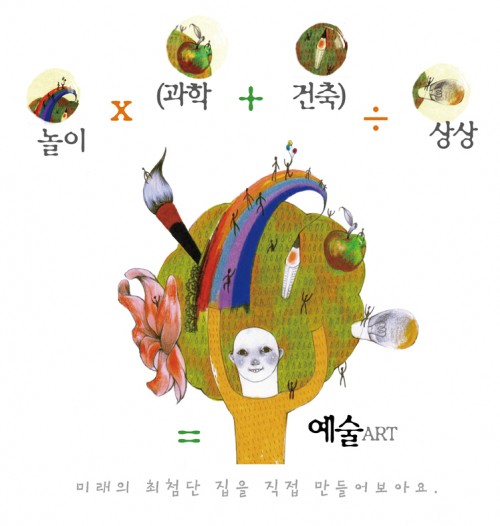 놀이 x (과학 + 건축) ÷ 상상
= 예술ART
미래의 최첨단 집을 직접 만들어보아요.